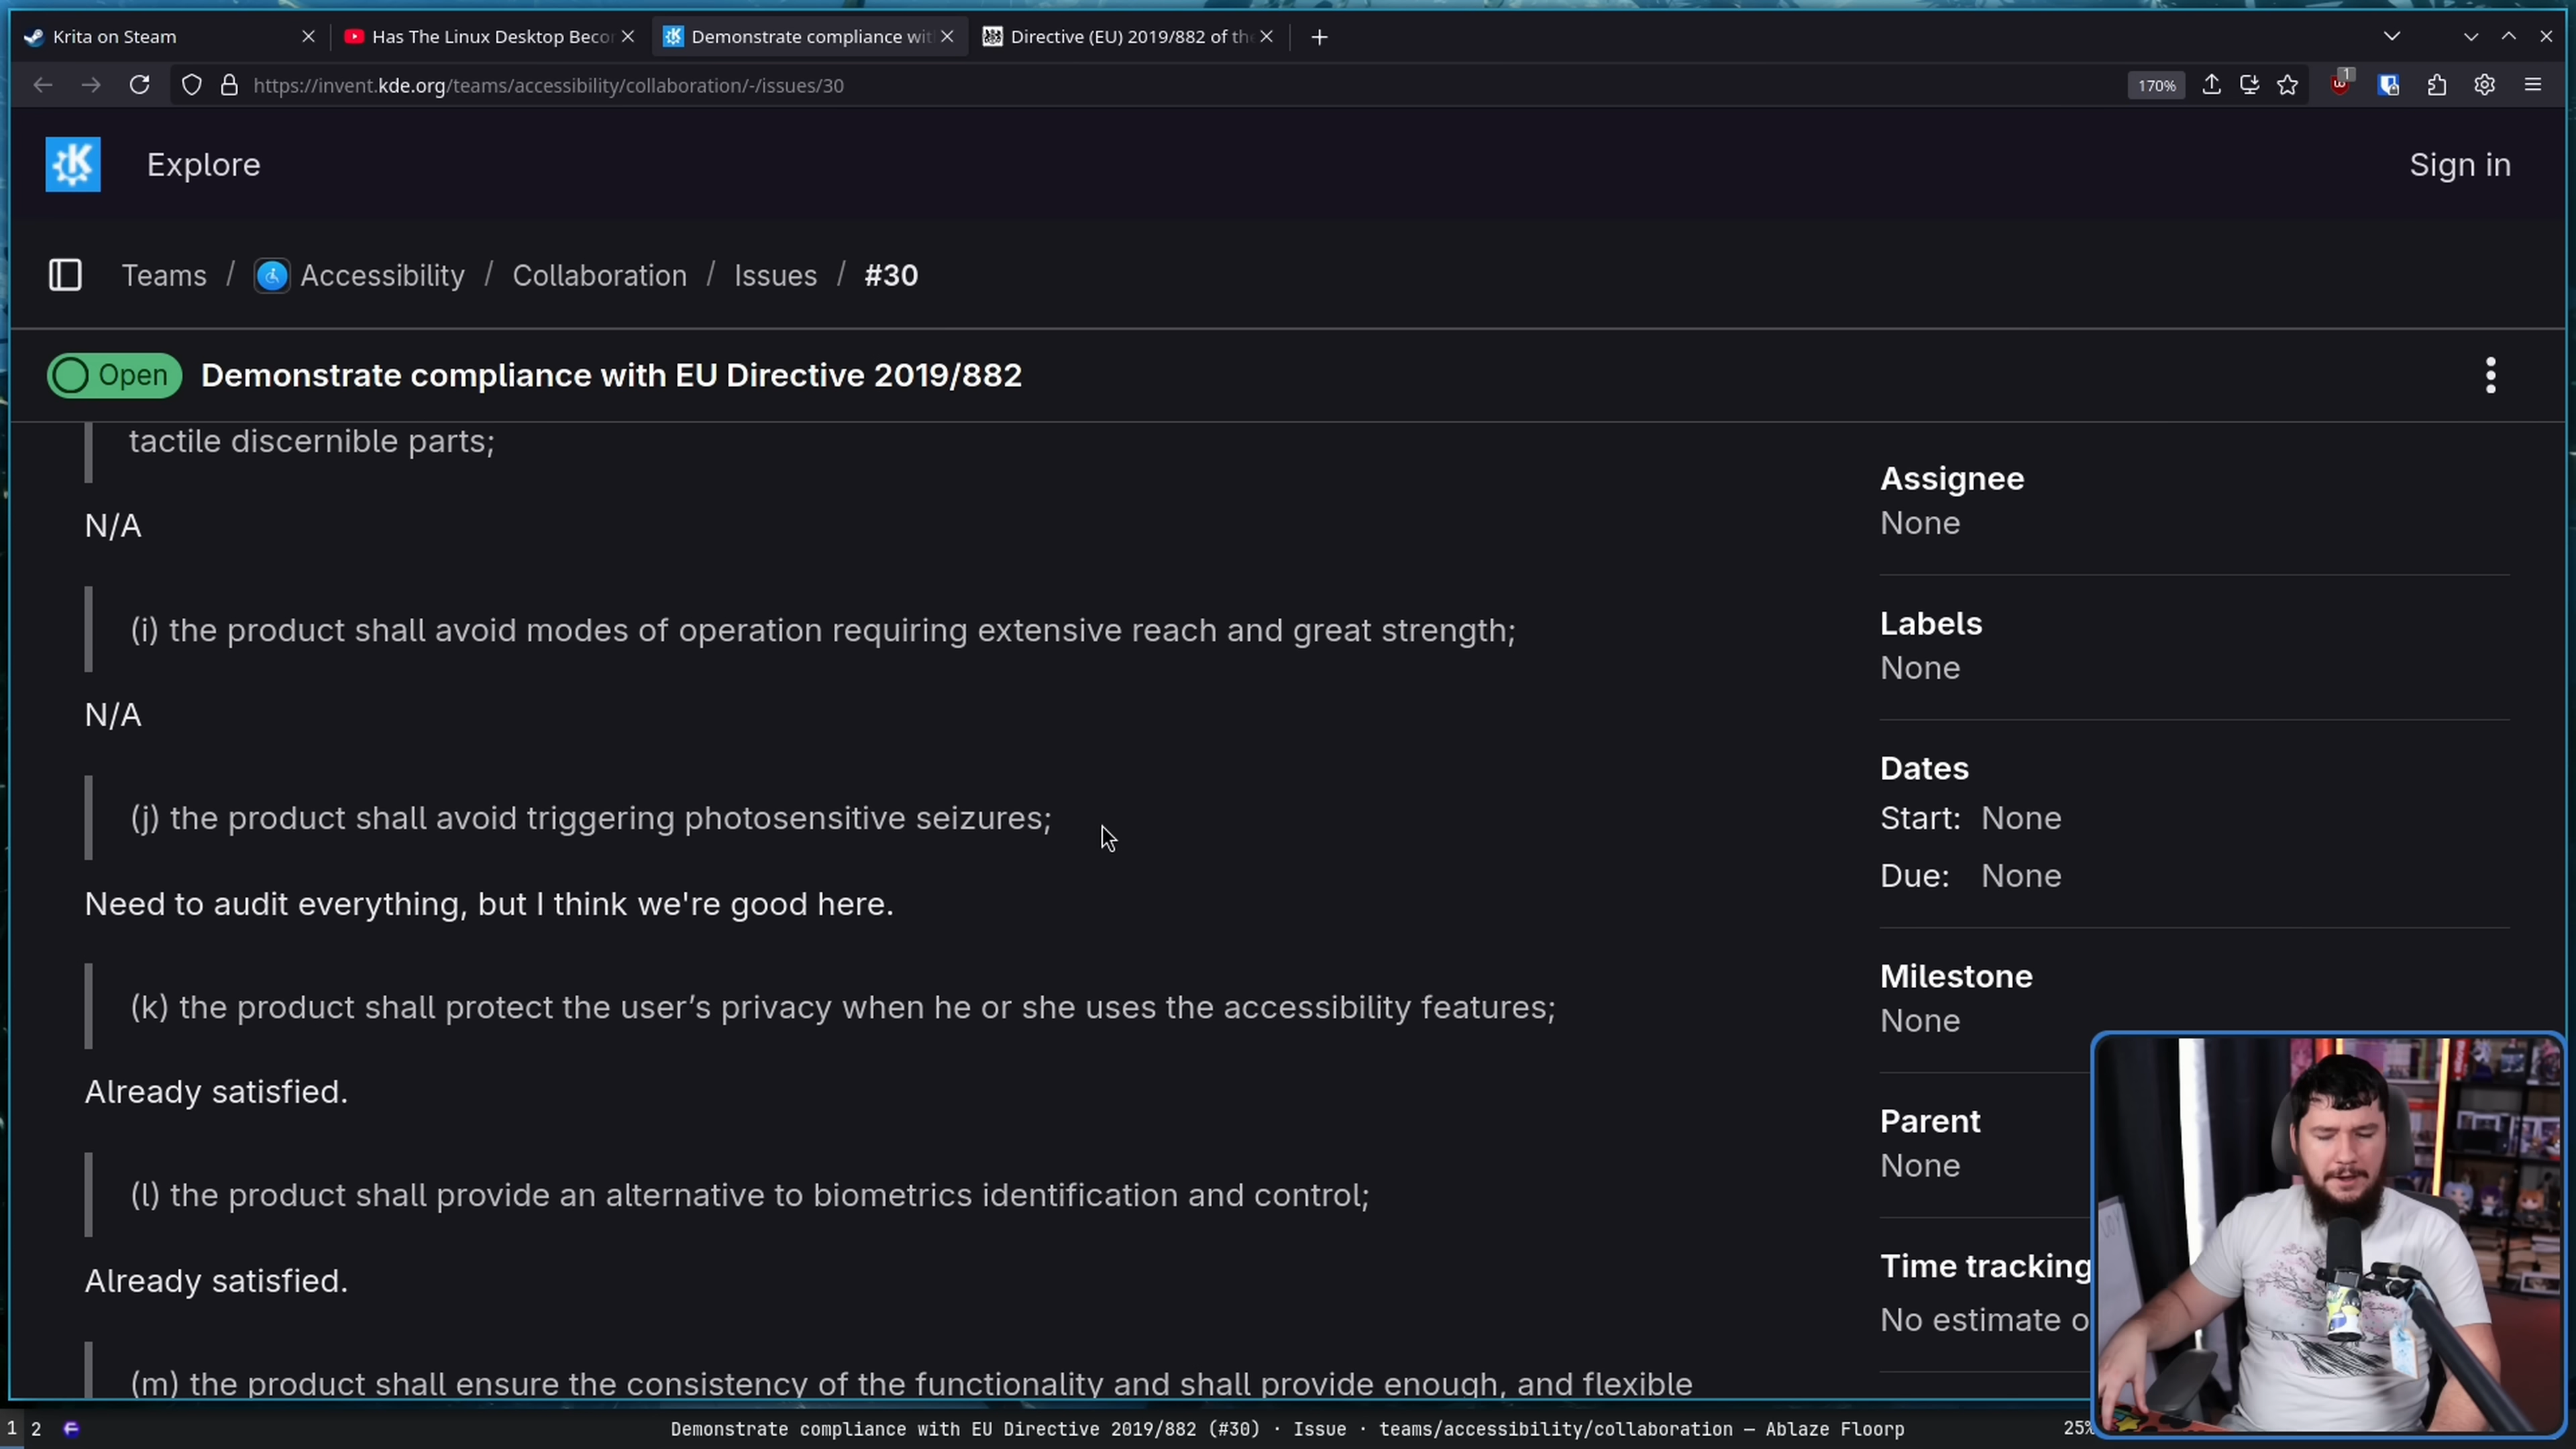 Krita on Steam
Has The Linux Desktop Beco
Demonstrate compliance wit
Directive (EU) 2019/882 of the
https://invent.kde.org/teams/accessibility/collaboration/-/issues/30
170%
1
Explore
Sign in
Teams / Accessibility / Collaboration / Issues / #30
Open
Demonstrate compliance with EU Directive 2019/882
tactile discernible parts;
N/A
(i) the product shall avoid modes of operation requiring extensive reach and great strength;
N/A
(j) the product shall avoid triggering photosensitive seizures;
Need to audit everything, but I think we're good here.
(k) the product shall protect the user’s privacy when he or she uses the accessibility features;
Already satisfied.
(l) the product shall provide an alternative to biometrics identification and control;
Already satisfied.
(m) the product shall ensure the consistency of the functionality and shall provide enough, and flexible
Assignee
None
Labels
None
Dates
Start: None
Due: None
Milestone
None
Parent
None
Time tracking
No estimate o
1 2
Demonstrate compliance with EU Directive 2019/882 (#30) · Issue · teams/accessibility/collaboration — Ablaze Floorp
25%